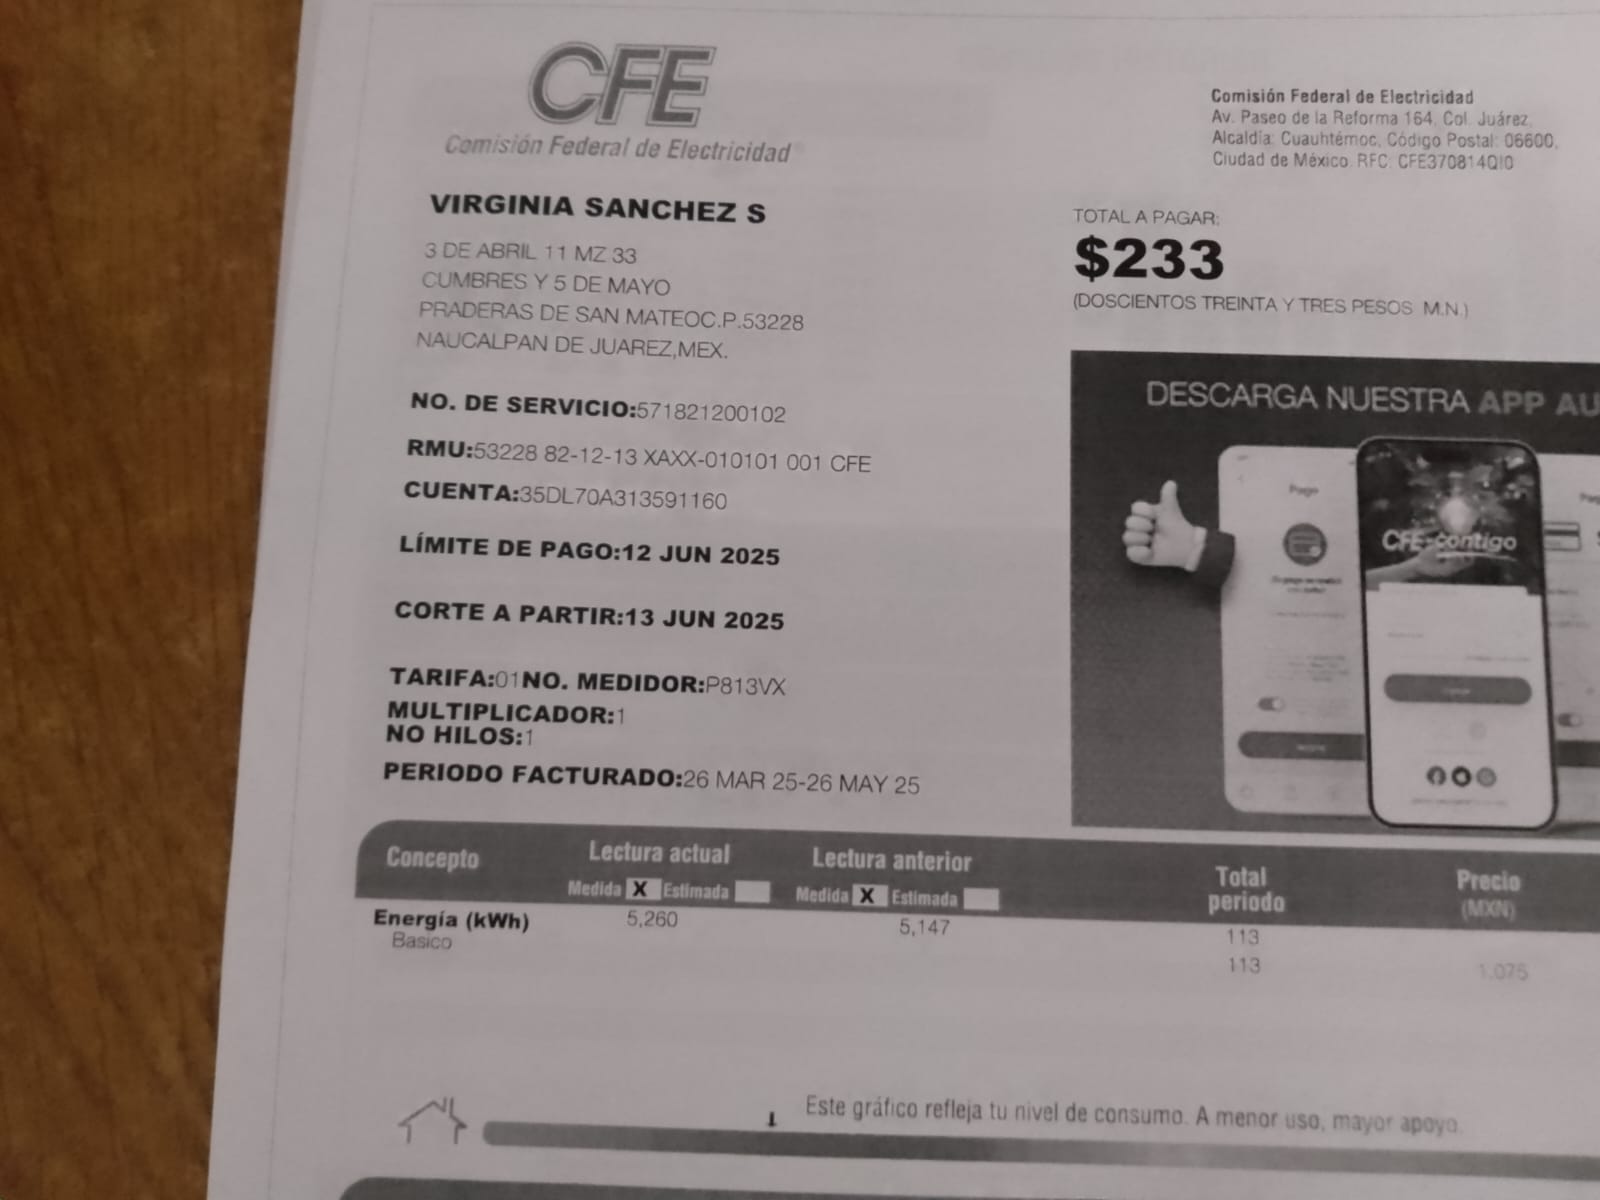 CFE
Comisión Federal de Electricidad
Comisión Federal de Electricidad
Av. Paseo de la Reforma 164, Col. Juárez,
Alcaldía: Cuauhtémoc, Código Postal: 06600,
Ciudad de México. RFC: CFE370814QI0
VIRGINIA SANCHEZ S
3 DE ABRIL 11 MZ 33
CUMBRES Y 5 DE MAYO
PRADERAS DE SAN MATEOC.P.53228
NAUCALPAN DE JUAREZ,MEX.
TOTAL A PAGAR:
$233
(DOSCIENTOS TREINTA Y TRES PESOS M.N.)
NO. DE SERVICIO:571821200102
RMU:53228 82-12-13 XAXX-010101 001 CFE
CUENTA:35DL70A313591160
LÍMITE DE PAGO:12 JUN 2025
CORTE A PARTIR:13 JUN 2025
TARIFA:01NO. MEDIDOR:P813VX
MULTIPLICADOR:1
NO HILOS:1
PERIODO FACTURADO:26 MAR 25-26 MAY 25
DESCARGA NUESTRA APP AU
Pago
CFE-contigo
Concepto Lectura actual Lectura anterior Total periodo Precio (MXN)
Medida X Estimada Medida X Estimada
Energía (kWh) 5,260 5,147 113
Basico 113 1.075
Este gráfico refleja tu nivel de consumo. A menor uso, mayor apoyo.